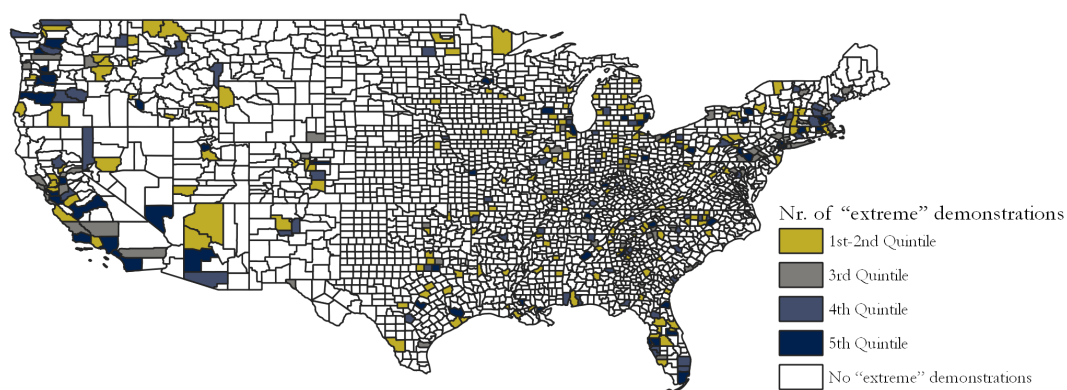 Nr. of “extreme” demonstrations
1st-2nd Quintile
3rd Quintile
4th Quintile
5th Quintile
No “extreme” demonstrations